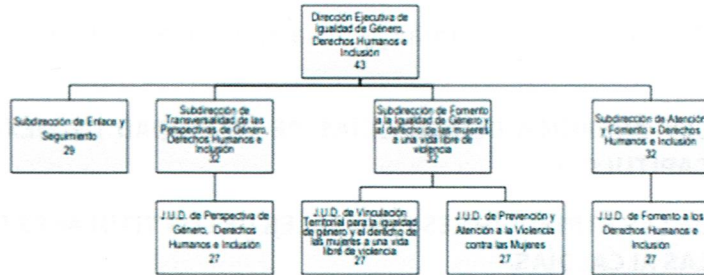 Dirección Ejecutiva de
Igualdad de Género,
Derechos Humanos e
Inclusión
43
Subdirección de Enlace y
Seguimiento
29
Subdirección de
Transversalidad de las
Perspectivas de Género,
Derechos Humanos e
Inclusión
32
Subdirección de Fomento
a la Igualdad de Género y
al derecho de las mujeres
a una vida libre de
violencia
32
Subdirección de Atención
y Fomento a Derechos
Humanos e Inclusión
32
J.U.D. de Perspectiva de
Género, Derechos
Humanos e Inclusión
27
J.U.D. de Vinculación
Territorial para la igualdad
de género y el derecho de
las mujeres a una vida
libre de violencia
27
J.U.D. de Prevención y
Atención a la Violencia
contra las Mujeres
27
J.U.D. de Fomento a los
Derechos Humanos e
Inclusión
27